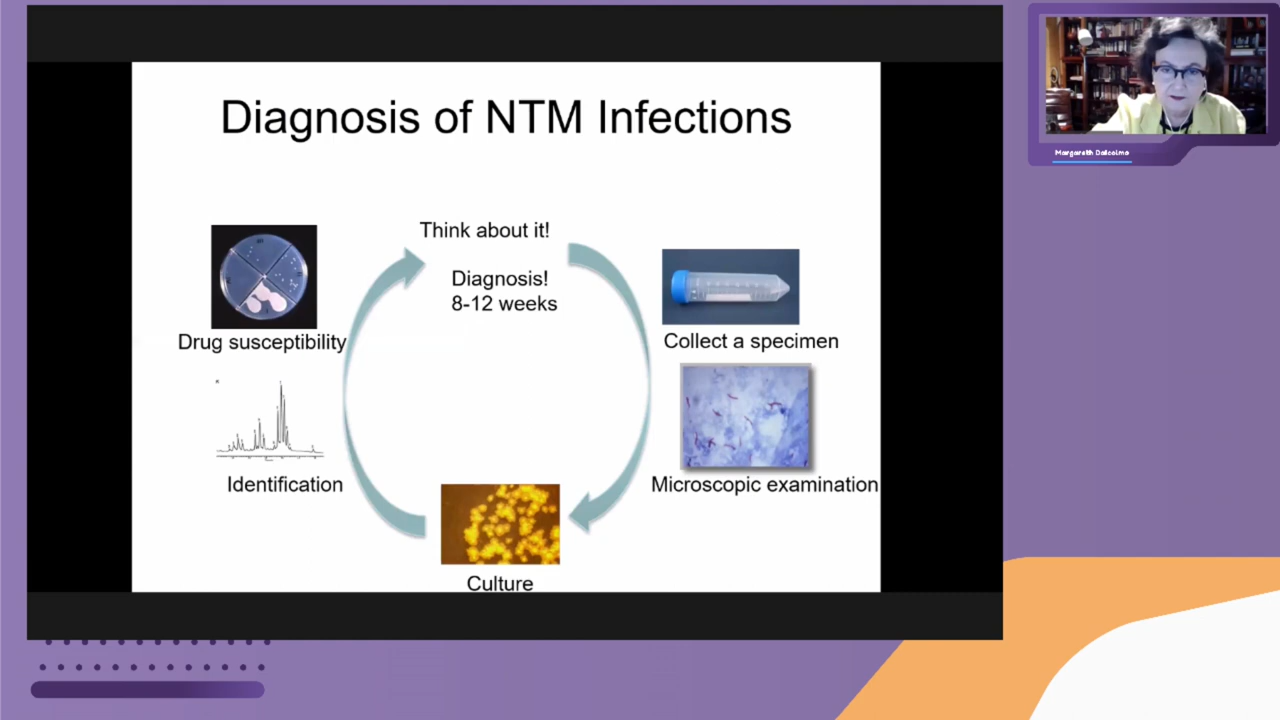 Diagnosis of NTM Infections
Think about it!
Diagnosis!
8-12 weeks
Collect a specimen
Microscopic examination
Culture
Identification
Drug susceptibility
Margareth Dalcolmo